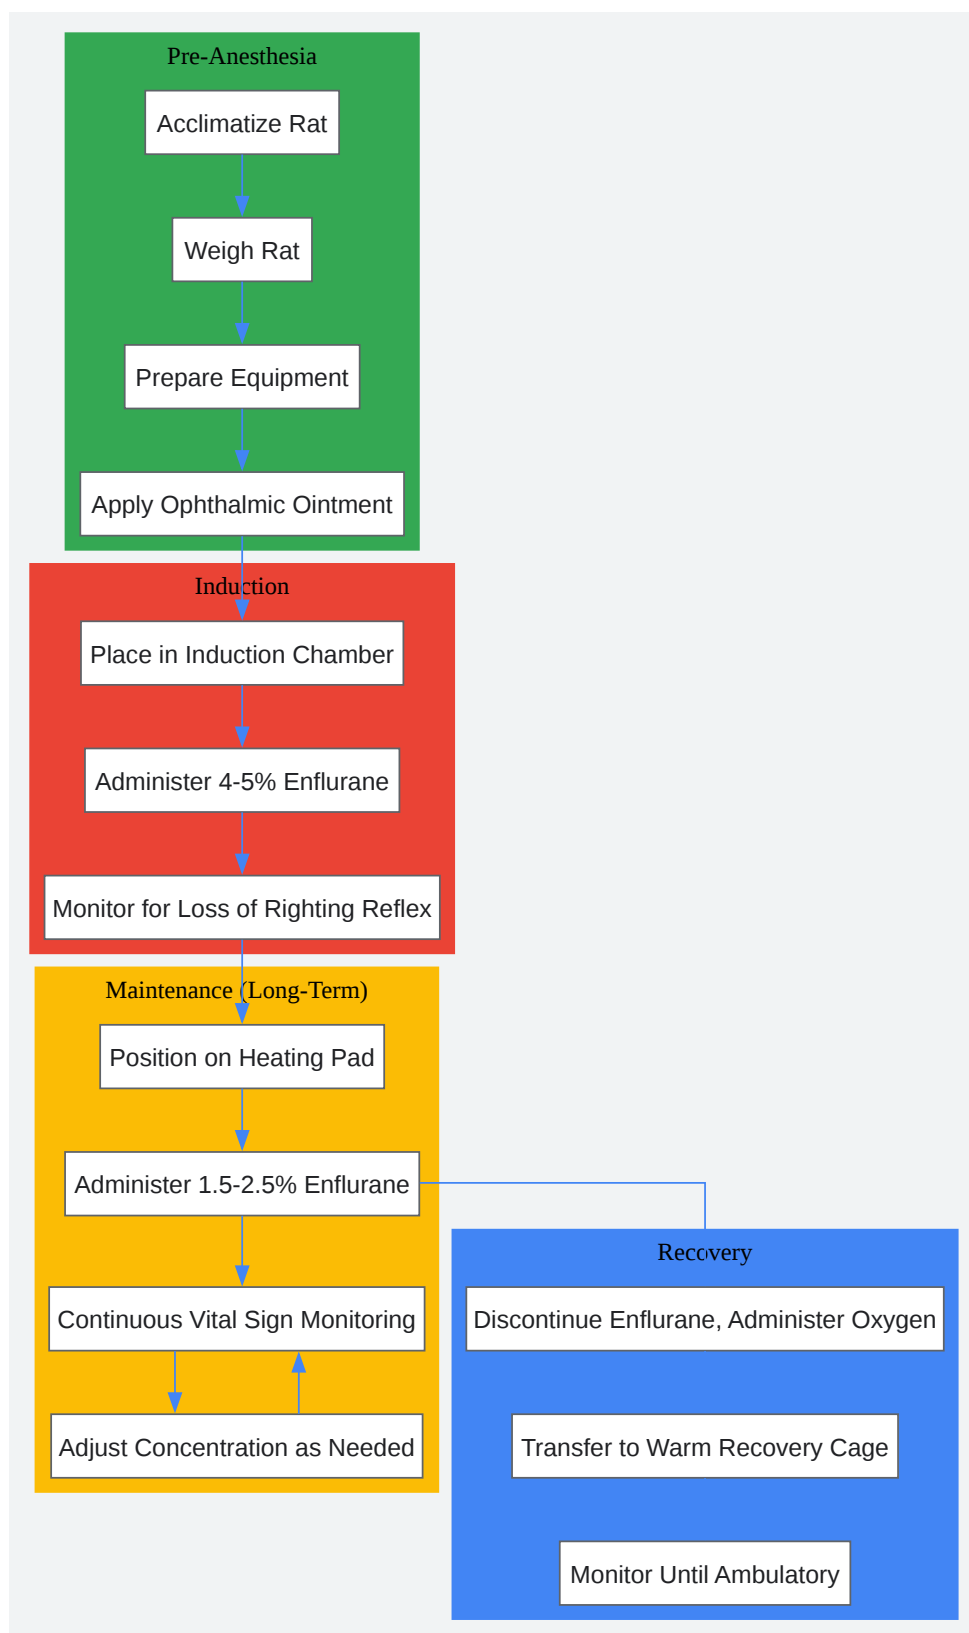 Pre-Anesthesia
Acclimatize Rat
Weigh Rat
Prepare Equipment
Apply Ophthalmic Ointment
Induction
Place in Induction Chamber
Administer 4-5% Enflurane
Monitor for Loss of Righting Reflex
Maintenance (Long-Term)
Position on Heating Pad
Administer 1.5-2.5% Enflurane
Continuous Vital Sign Monitoring
Adjust Concentration as Needed
Recovery
Discontinue Enflurane, Administer Oxygen
Transfer to Warm Recovery Cage
Monitor Until Ambulatory